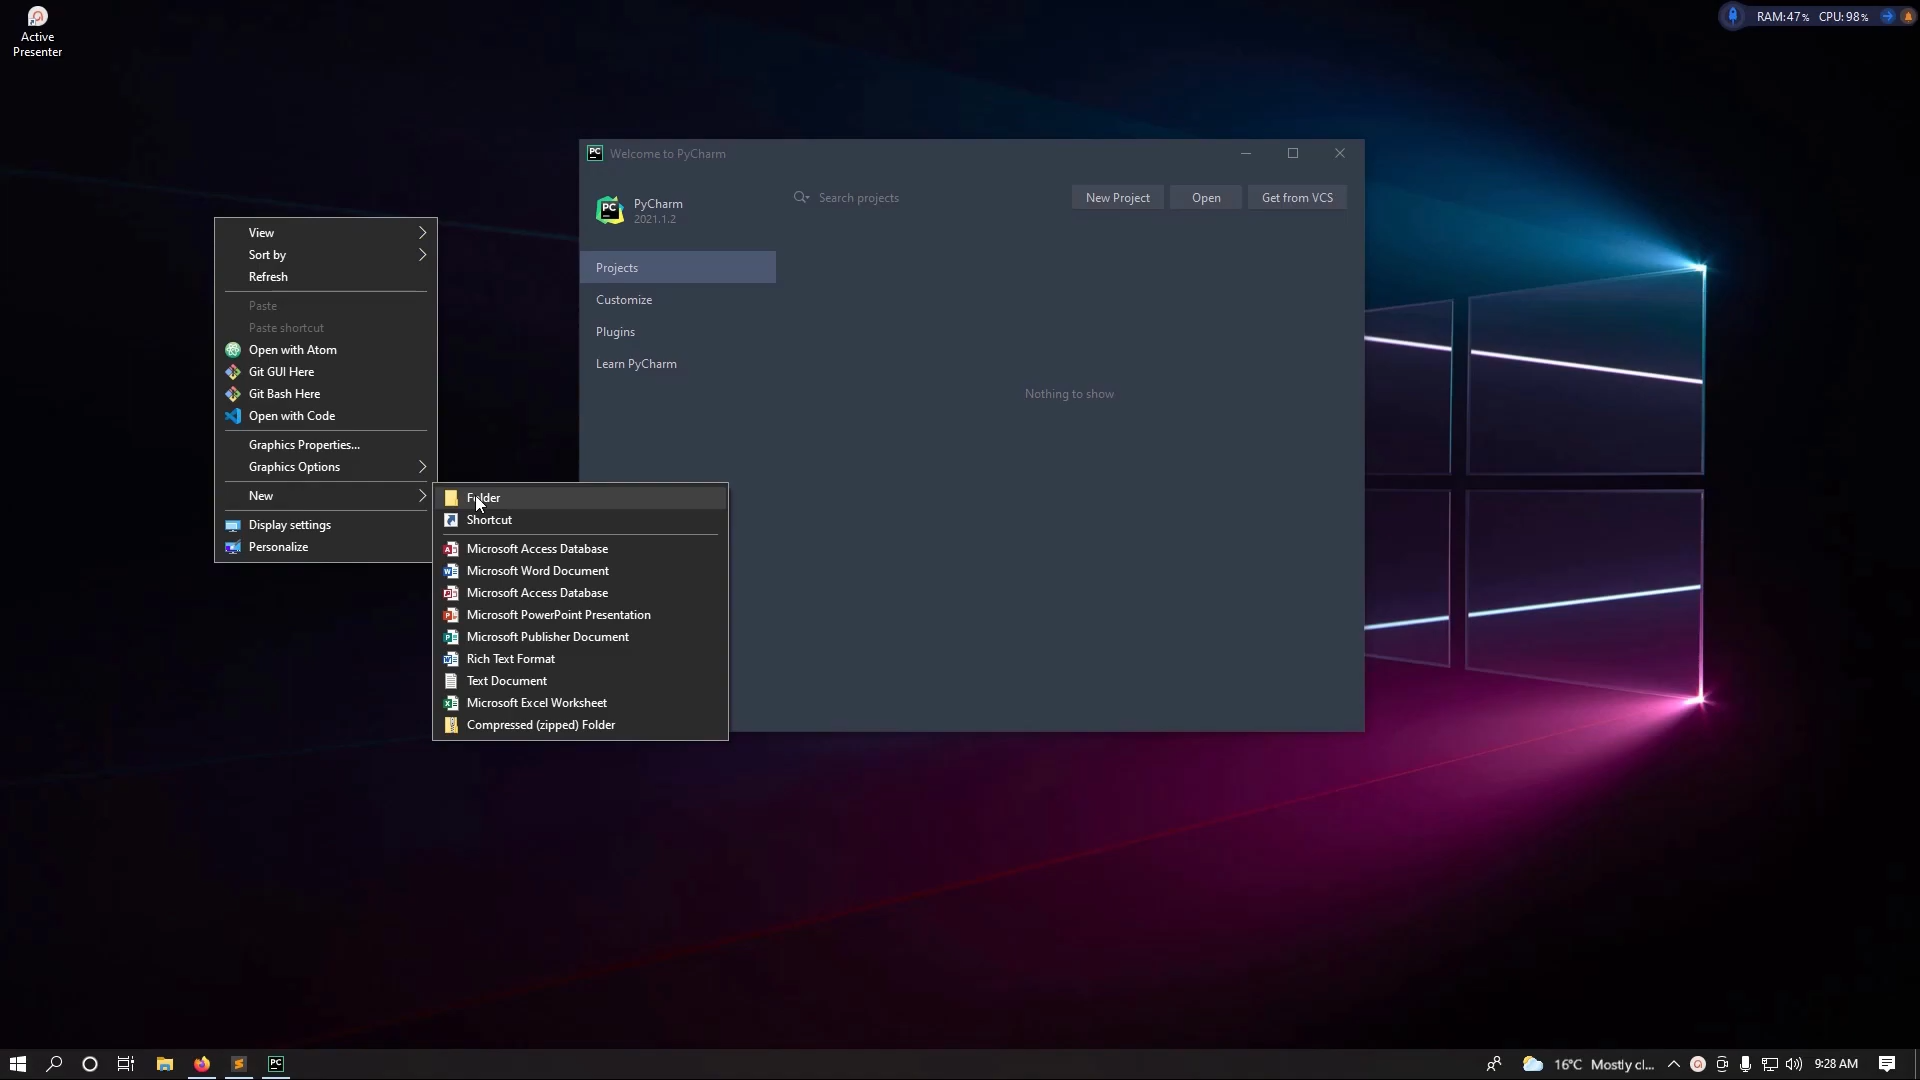 Active
Presenter
RAM:47% CPU:98%
PC Welcome to PyCharm
PC PyCharm
2021.1.2
Search projects
New Project
Open
Get from VCS
Projects
Customize
Plugins
Learn PyCharm
Nothing to show
View
Sort by
Refresh
Paste
Paste shortcut
Open with Atom
Git GUI Here
Git Bash Here
Open with Code
Graphics Properties...
Graphics Options
New
Display settings
Personalize
Folder
Shortcut
Microsoft Access Database
Microsoft Word Document
Microsoft Access Database
Microsoft PowerPoint Presentation
Microsoft Publisher Document
Rich Text Format
Text Document
Microsoft Excel Worksheet
Compressed (zipped) Folder
PC
16°C Mostly cl...
9:28 AM